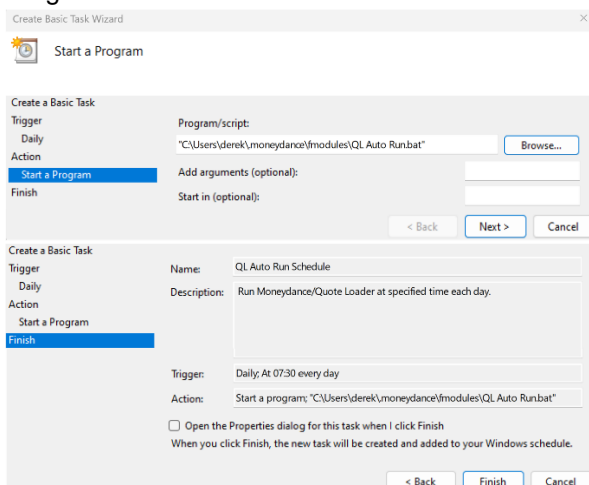 Create Basic Task Wizard
Start a Program
Create a Basic Task
Trigger
Program/script:
Daily
"C:\Users\derek\.moneydance\fmodules\QL Auto Run.bat"
Browse...
Action
Start a Program
Add arguments (optional):
Finish
Start in (optional):
< Back
Next >
Cancel
Create a Basic Task
Trigger
Name:
QL Auto Run Schedule
Daily
Description:
Run Moneydance/Quote Loader at specified time each day.
Action
Start a Program
Finish
Trigger:
Daily; At 07:30 every day
Action:
Start a program; "C:\Users\derek\.moneydance\fmodules\QL Auto Run.bat"
Open the Properties dialog for this task when I click Finish
When you click Finish, the new task will be created and added to your Windows schedule.
< Back
Finish
Cancel